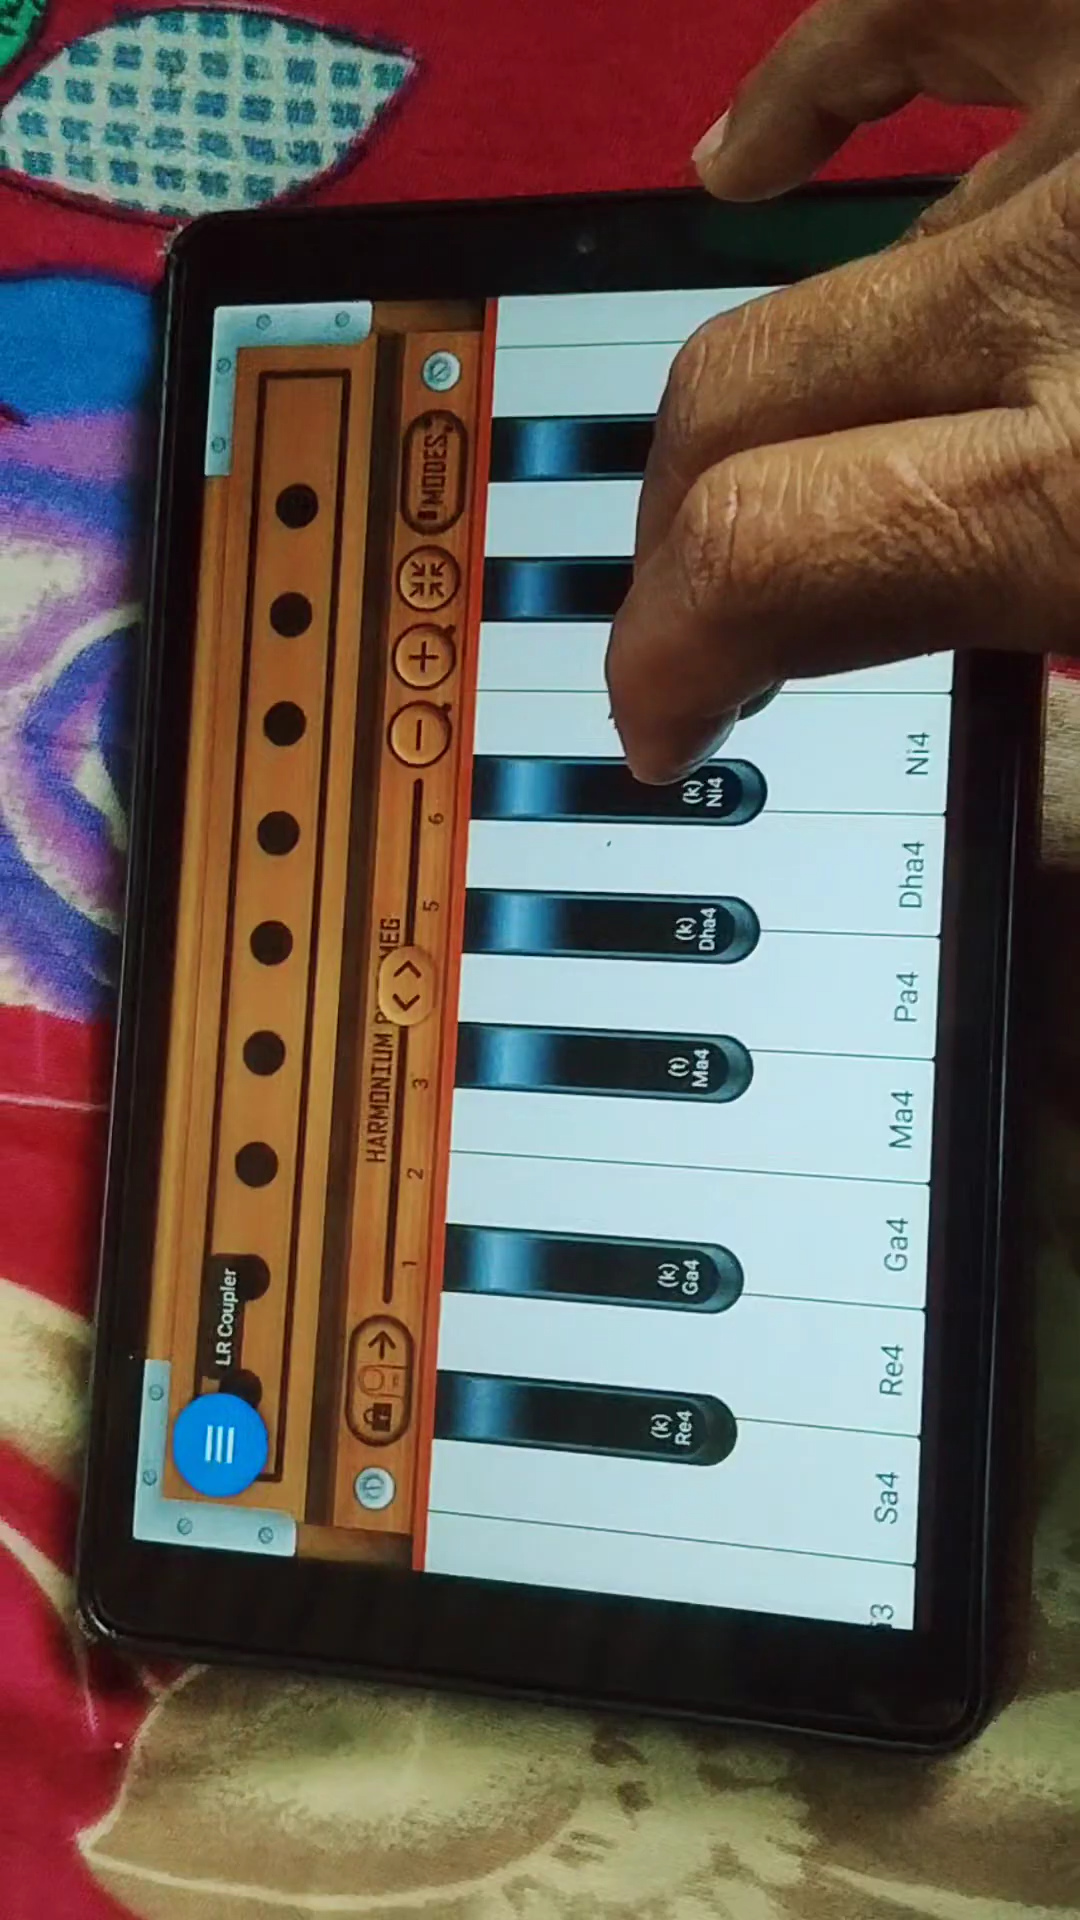 LR Coupler
HARMONIUM
MODES
1 2 3 5 6
(k)
Re4
(k)
Ga4
(t)
Ma4
(k)
Dha4
(k)
Ni4
Sa4 Re4 Ga4 Ma4 Pa4 Dha4 Ni4